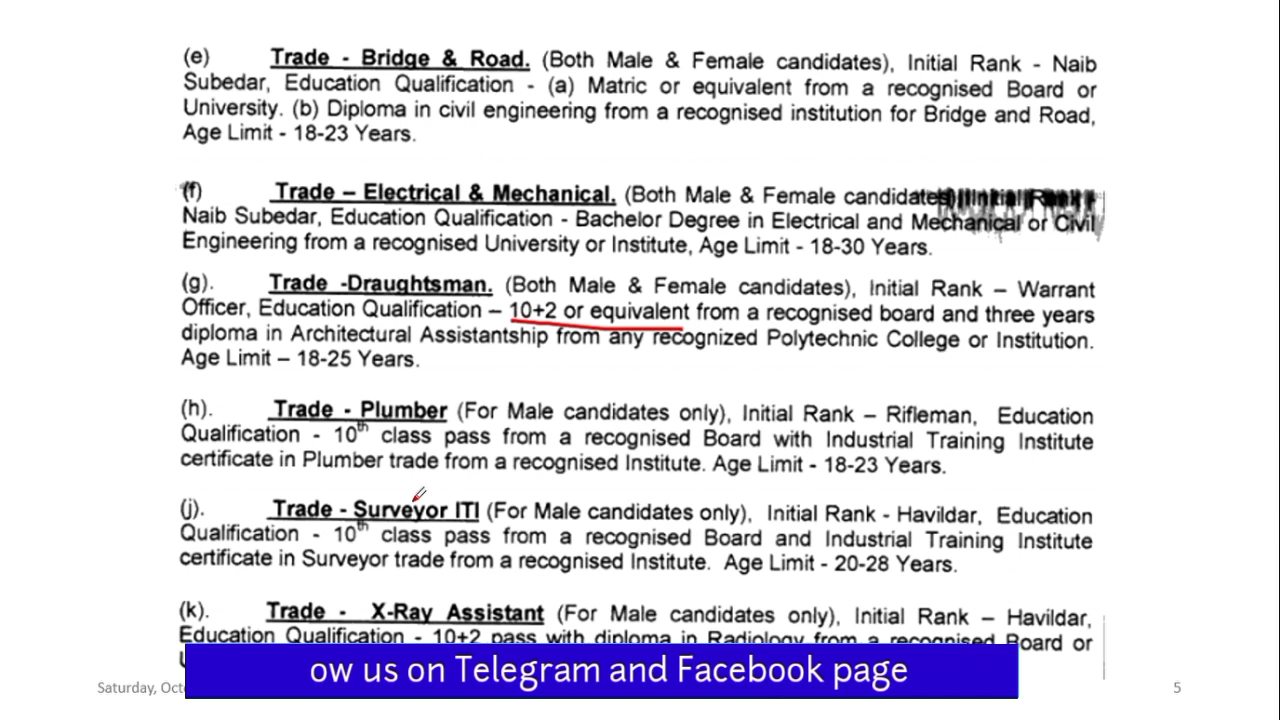 (e) Trade - Bridge & Road. (Both Male & Female candidates), Initial Rank - Naib
Subedar, Education Qualification - (a) Matric or equivalent from a recognised Board or
University. (b) Diploma in civil engineering from a recognised institution for Bridge and Road,
Age Limit - 18-23 Years.
(f) Trade – Electrical & Mechanical. (Both Male & Female candidates), Initial Rank -
Naib Subedar, Education Qualification - Bachelor Degree in Electrical and Mechanical or Civil
Engineering from a recognised University or Institute, Age Limit - 18-30 Years.
(g). Trade -Draughtsman. (Both Male & Female candidates), Initial Rank – Warrant
Officer, Education Qualification – 10+2 or equivalent from a recognised board and three years
diploma in Architectural Assistantship from any recognized Polytechnic College or Institution.
Age Limit – 18-25 Years.
(h). Trade - Plumber (For Male candidates only), Initial Rank – Rifleman, Education
Qualification - 10th class pass from a recognised Board with Industrial Training Institute
certificate in Plumber trade from a recognised Institute. Age Limit - 18-23 Years.
(j). Trade - Surveyor ITI (For Male candidates only), Initial Rank - Havildar, Education
Qualification - 10th class pass from a recognised Board and Industrial Training Institute
certificate in Surveyor trade from a recognised Institute. Age Limit - 20-28 Years.
(k). Trade - X-Ray Assistant (For Male candidates only), Initial Rank – Havildar,
Education Qualification - 10+2 pass with diploma in Radiology from a recognised Board or
ow us on Telegram and Facebook page
Saturday, Oct
5